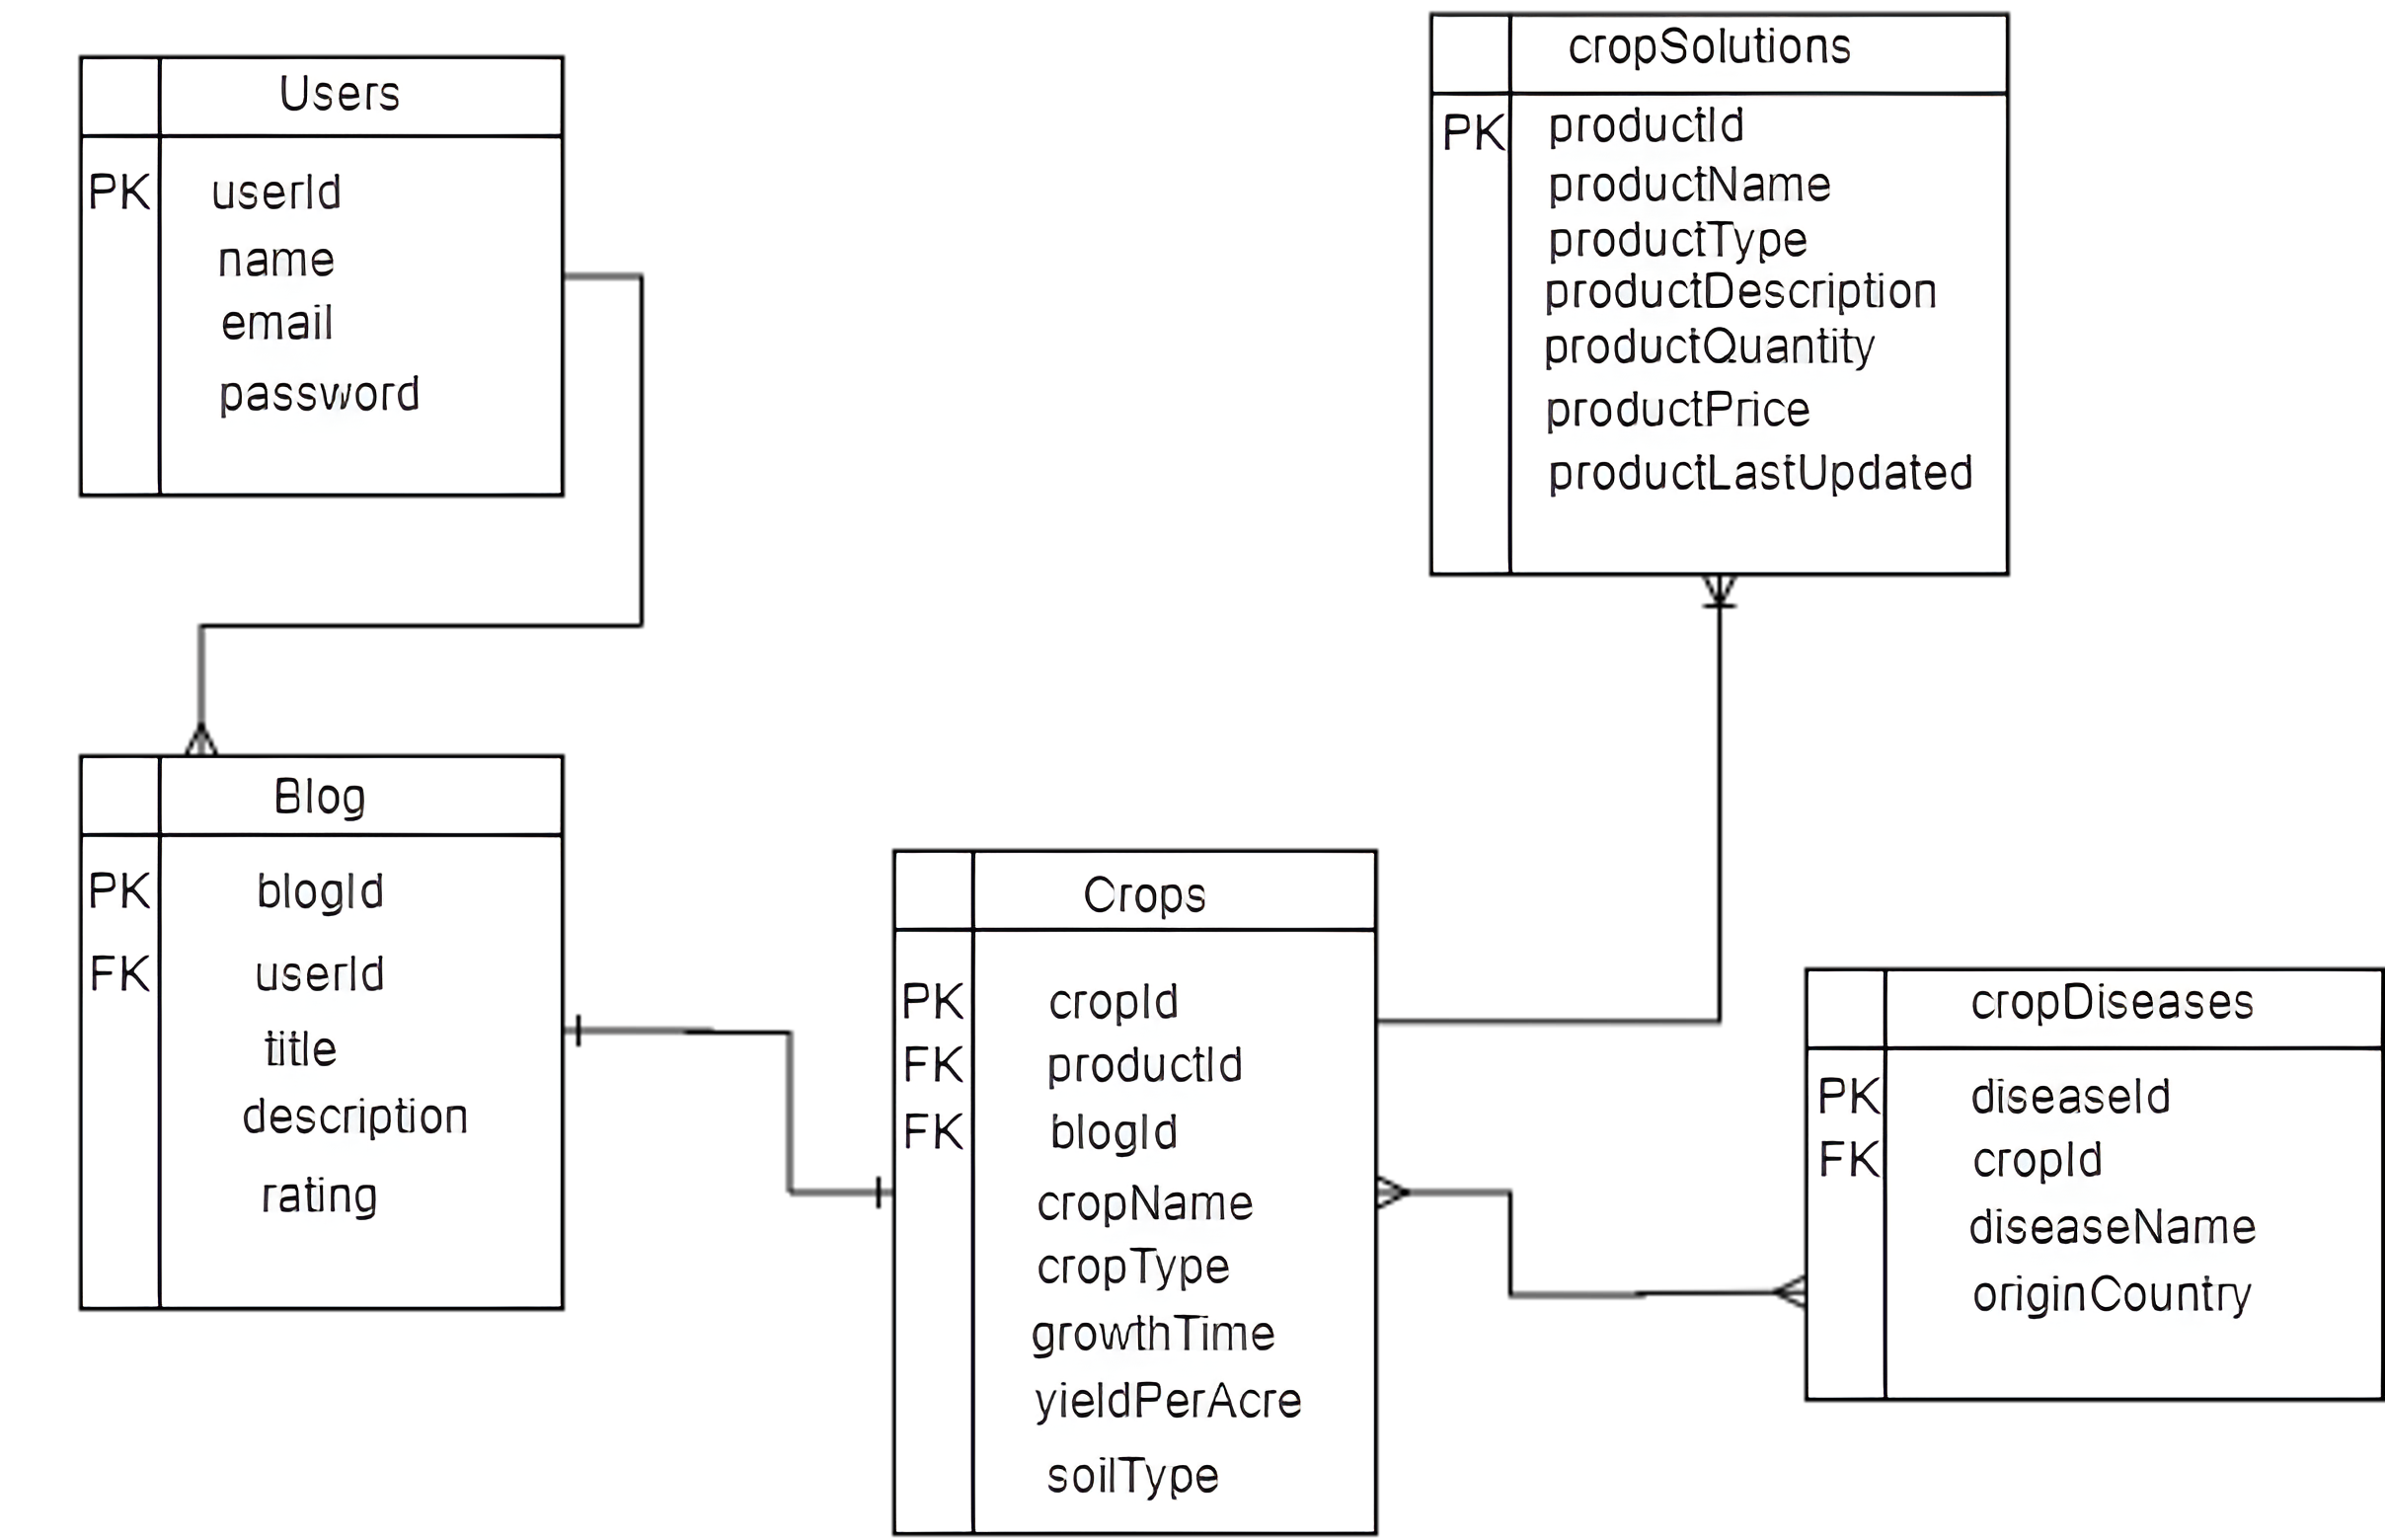 Users
PK userId
name
email
password
cropSolutions
PK productId
productName
productType
productDescription
productQuantity
productPrice
productLastUpdated
Blog
PK blogId
FK userId
title
description
rating
Crops
PK cropId
FK productId
FK blogId
cropName
cropType
growthTime
yieldPerAcre
soilType
cropDiseases
PK diseaseId
FK cropId
diseaseName
originCountry